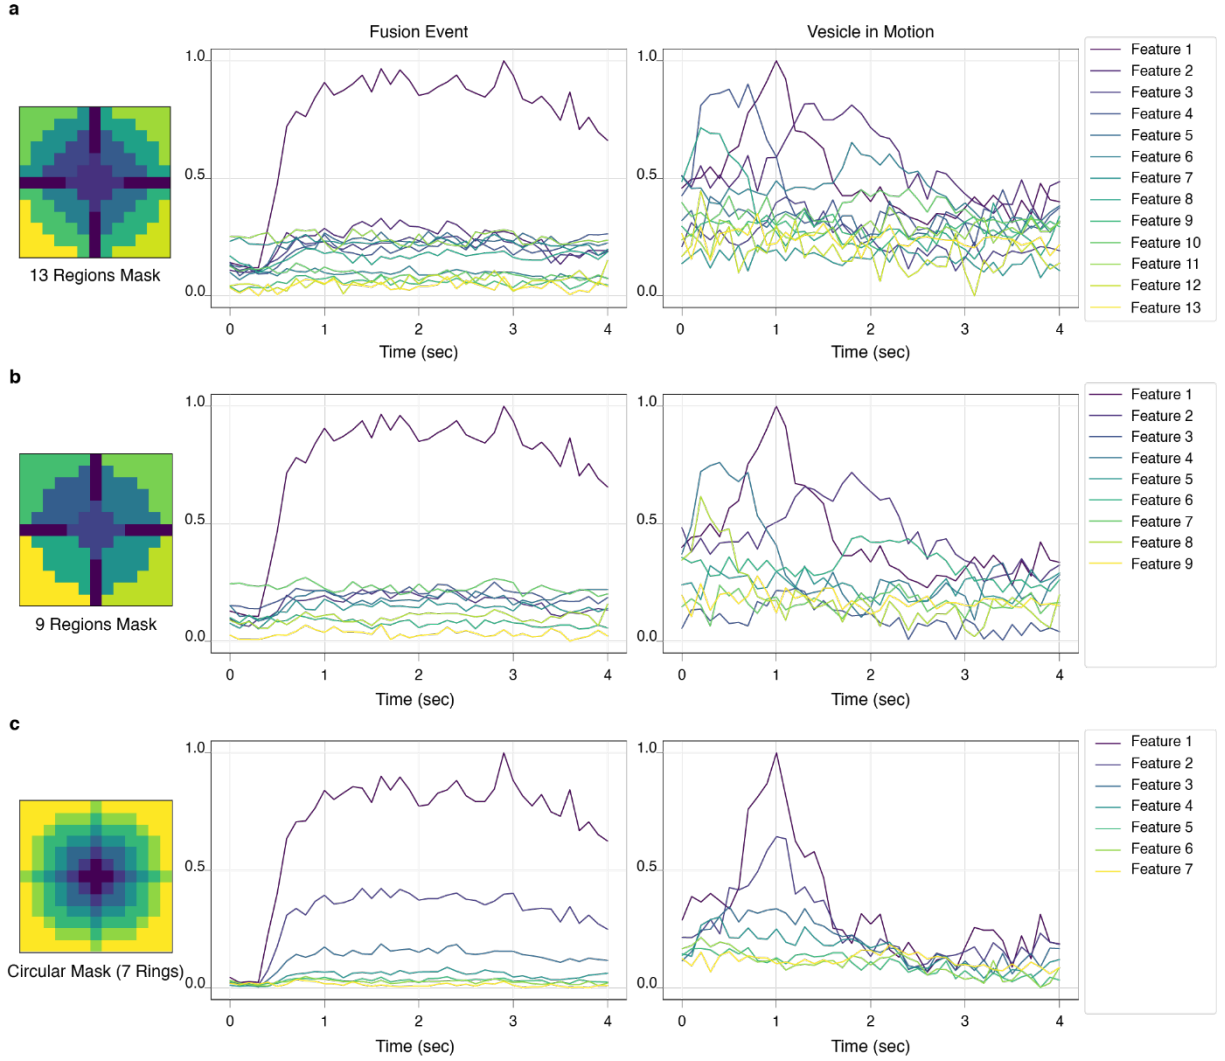 a
Fusion Event
Vesicle in Motion
1.0
0.5
0.0
0 1 2 3 4
Time (sec)
1.0
0.5
0.0
0 1 2 3 4
Time (sec)
13 Regions Mask
Feature 1
Feature 2
Feature 3
Feature 4
Feature 5
Feature 6
Feature 7
Feature 8
Feature 9
Feature 10
Feature 11
Feature 12
Feature 13
b
1.0
0.5
0.0
0 1 2 3 4
Time (sec)
1.0
0.5
0.0
0 1 2 3 4
Time (sec)
9 Regions Mask
Feature 1
Feature 2
Feature 3
Feature 4
Feature 5
Feature 6
Feature 7
Feature 8
Feature 9
c
1.0
0.5
0.0
0 1 2 3 4
Time (sec)
1.0
0.5
0.0
0 1 2 3 4
Time (sec)
Circular Mask (7 Rings)
Feature 1
Feature 2
Feature 3
Feature 4
Feature 5
Feature 6
Feature 7